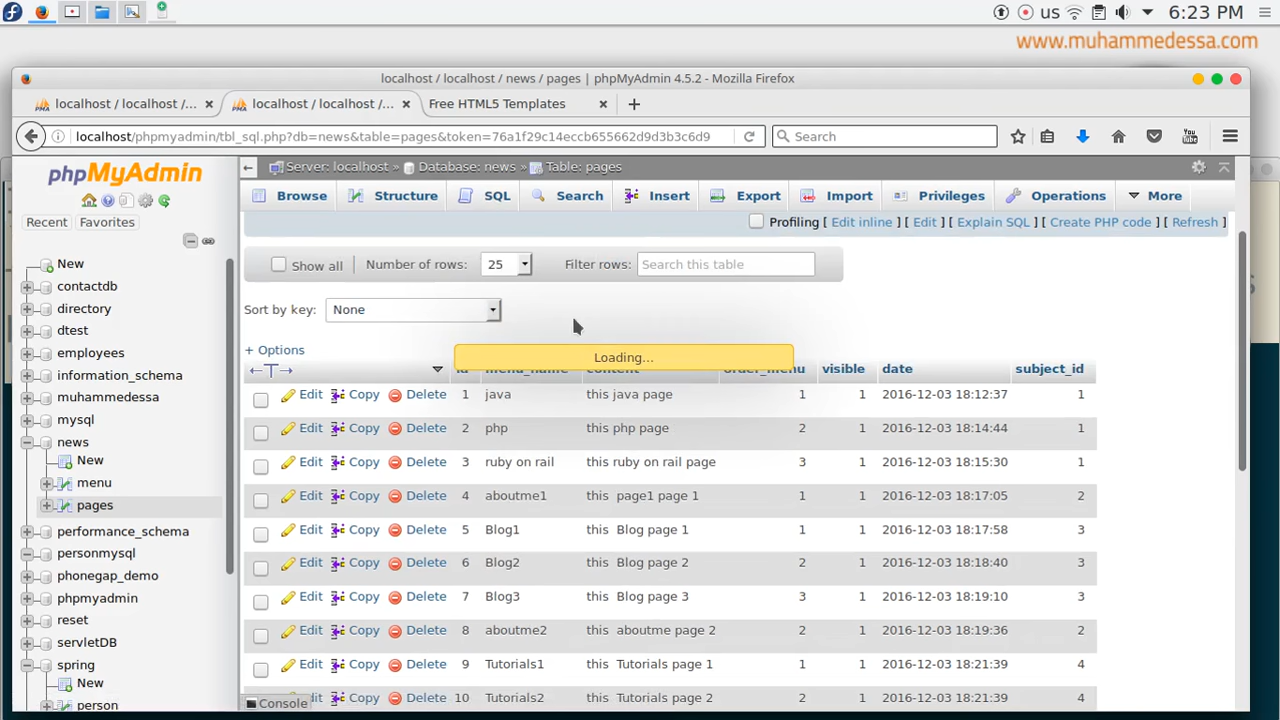 us 6:23 PM
www.muhammedessa.com
localhost / localhost / news / pages | phpMyAdmin 4.5.2 - Mozilla Firefox
localhost / localhost /... localhost / localhost /... Free HTML5 Templates
localhost/phpmyadmin/tbl_sql.php?db=news&table=pages&token=76a1f29c14eccb655662d9d3b3c6d9 Search
phpMyAdmin
Recent Favorites
New
contactdb
directory
dtest
employees
information_schema
muhammedessa
mysql
news
New
menu
pages
performance_schema
personmysql
phonegap_demo
phpmyadmin
reset
servletDB
spring
New
person
Server: localhost » Database: news » Table: pages
Browse Structure SQL Search Insert Export Import Privileges Operations More
Profiling [ Edit inline ] [ Edit ] [ Explain SQL ] [ Create PHP code ] [ Refresh ]
Show all Number of rows: 25 Filter rows: Search this table
Sort by key: None
+ Options
Loading...
visible date subject_id
Edit Copy Delete 1 java this java page 1 1 2016-12-03 18:12:37 1
Edit Copy Delete 2 php this php page 2 1 2016-12-03 18:14:44 1
Edit Copy Delete 3 ruby on rail this ruby on rail page 3 1 2016-12-03 18:15:30 1
Edit Copy Delete 4 aboutme1 this page1 page 1 1 1 2016-12-03 18:17:05 2
Edit Copy Delete 5 Blog1 this Blog page 1 1 1 2016-12-03 18:17:58 3
Edit Copy Delete 6 Blog2 this Blog page 2 2 1 2016-12-03 18:18:40 3
Edit Copy Delete 7 Blog3 this Blog page 3 3 1 2016-12-03 18:19:10 3
Edit Copy Delete 8 aboutme2 this aboutme page 2 2 1 2016-12-03 18:19:36 2
Edit Copy Delete 9 Tutorials1 this Tutorials page 1 1 1 2016-12-03 18:21:39 4
Copy Delete 10 Tutorials2 this Tutorials page 2 2 1 2016-12-03 18:21:39 4
Console